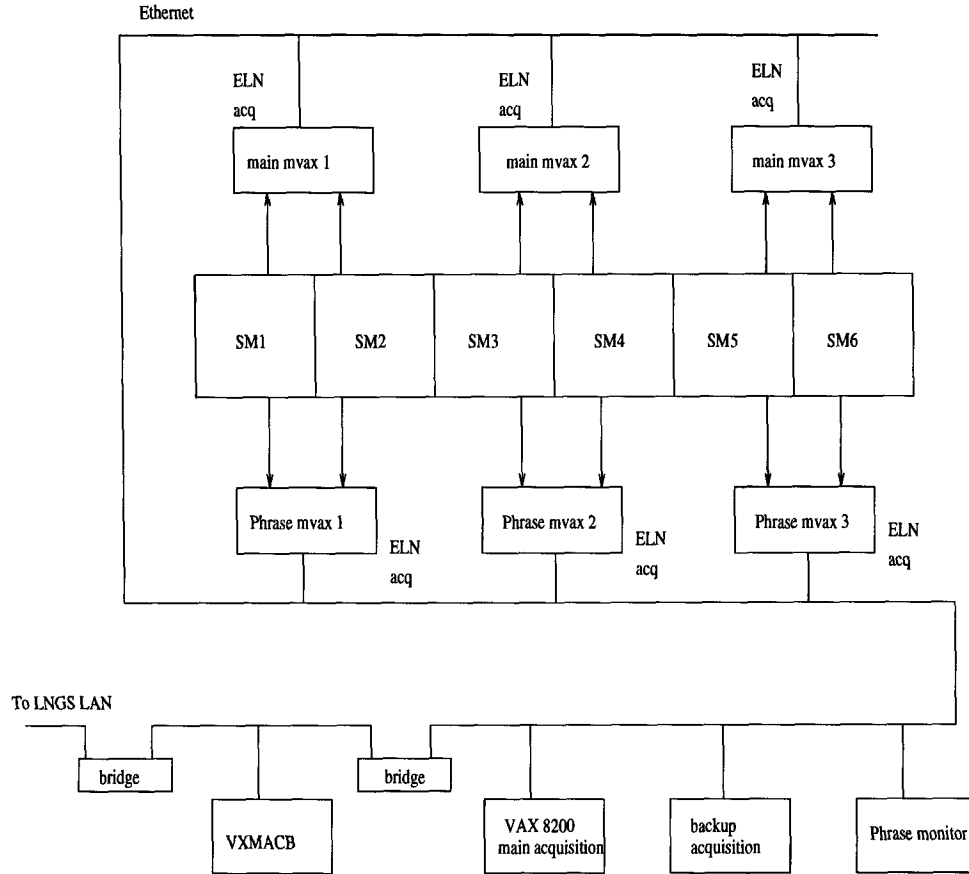 Ethernet
ELN
acq
ELN
acq
ELN
acq
main mvax 1
main mvax 2
main mvax 3
SM1
SM2
SM3
SM4
SM5
SM6
Phrase mvax 1
Phrase mvax 2
Phrase mvax 3
ELN
acq
ELN
acq
ELN
acq
To LNGS LAN
bridge
bridge
VXMACB
VAX 8200
main acquisition
backup
acquisition
Phrase monitor